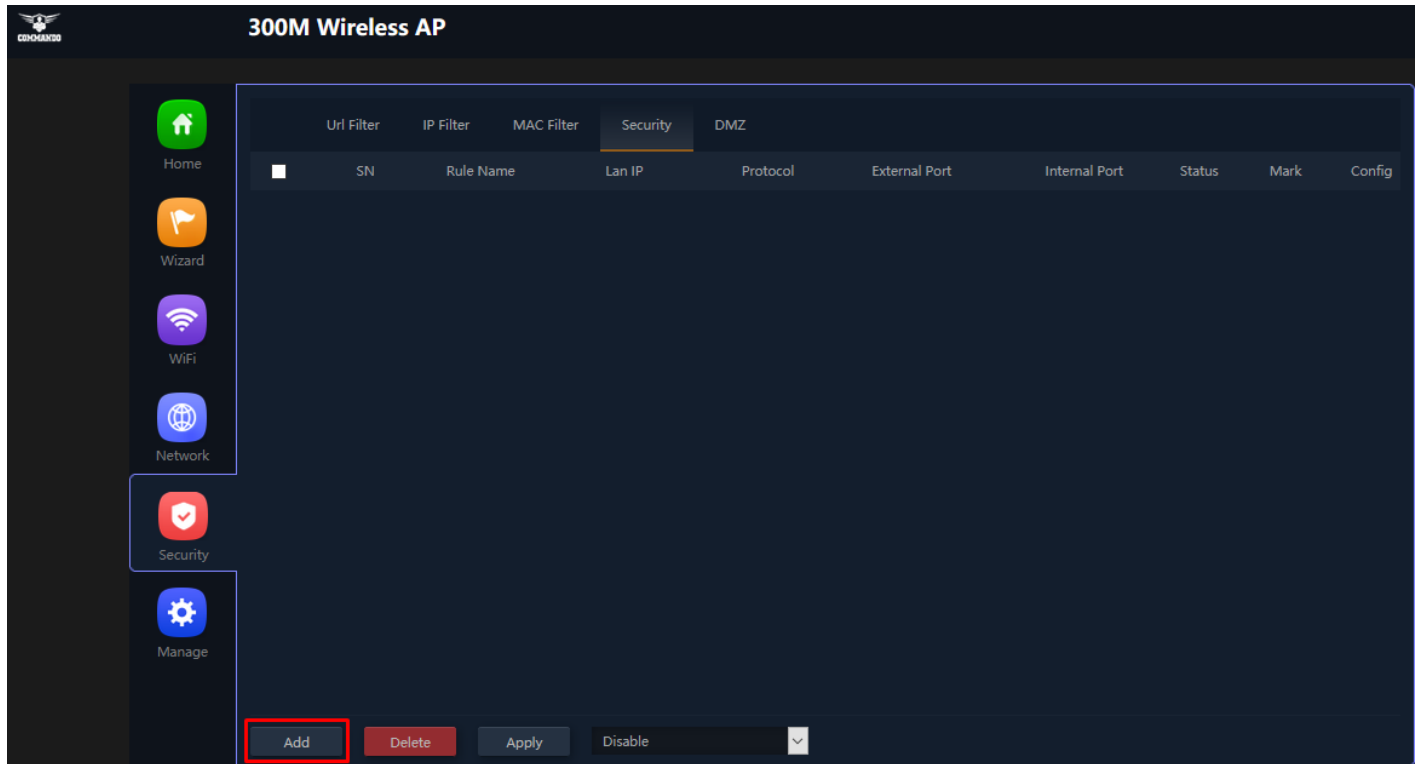 COMMANDO
300M Wireless AP
Home
Wizard
WiFi
Network
Security
Manage
Url Filter IP Filter MAC Filter Security DMZ
SN Rule Name Lan IP Protocol External Port Internal Port Status Mark Config
Add Delete Apply Disable